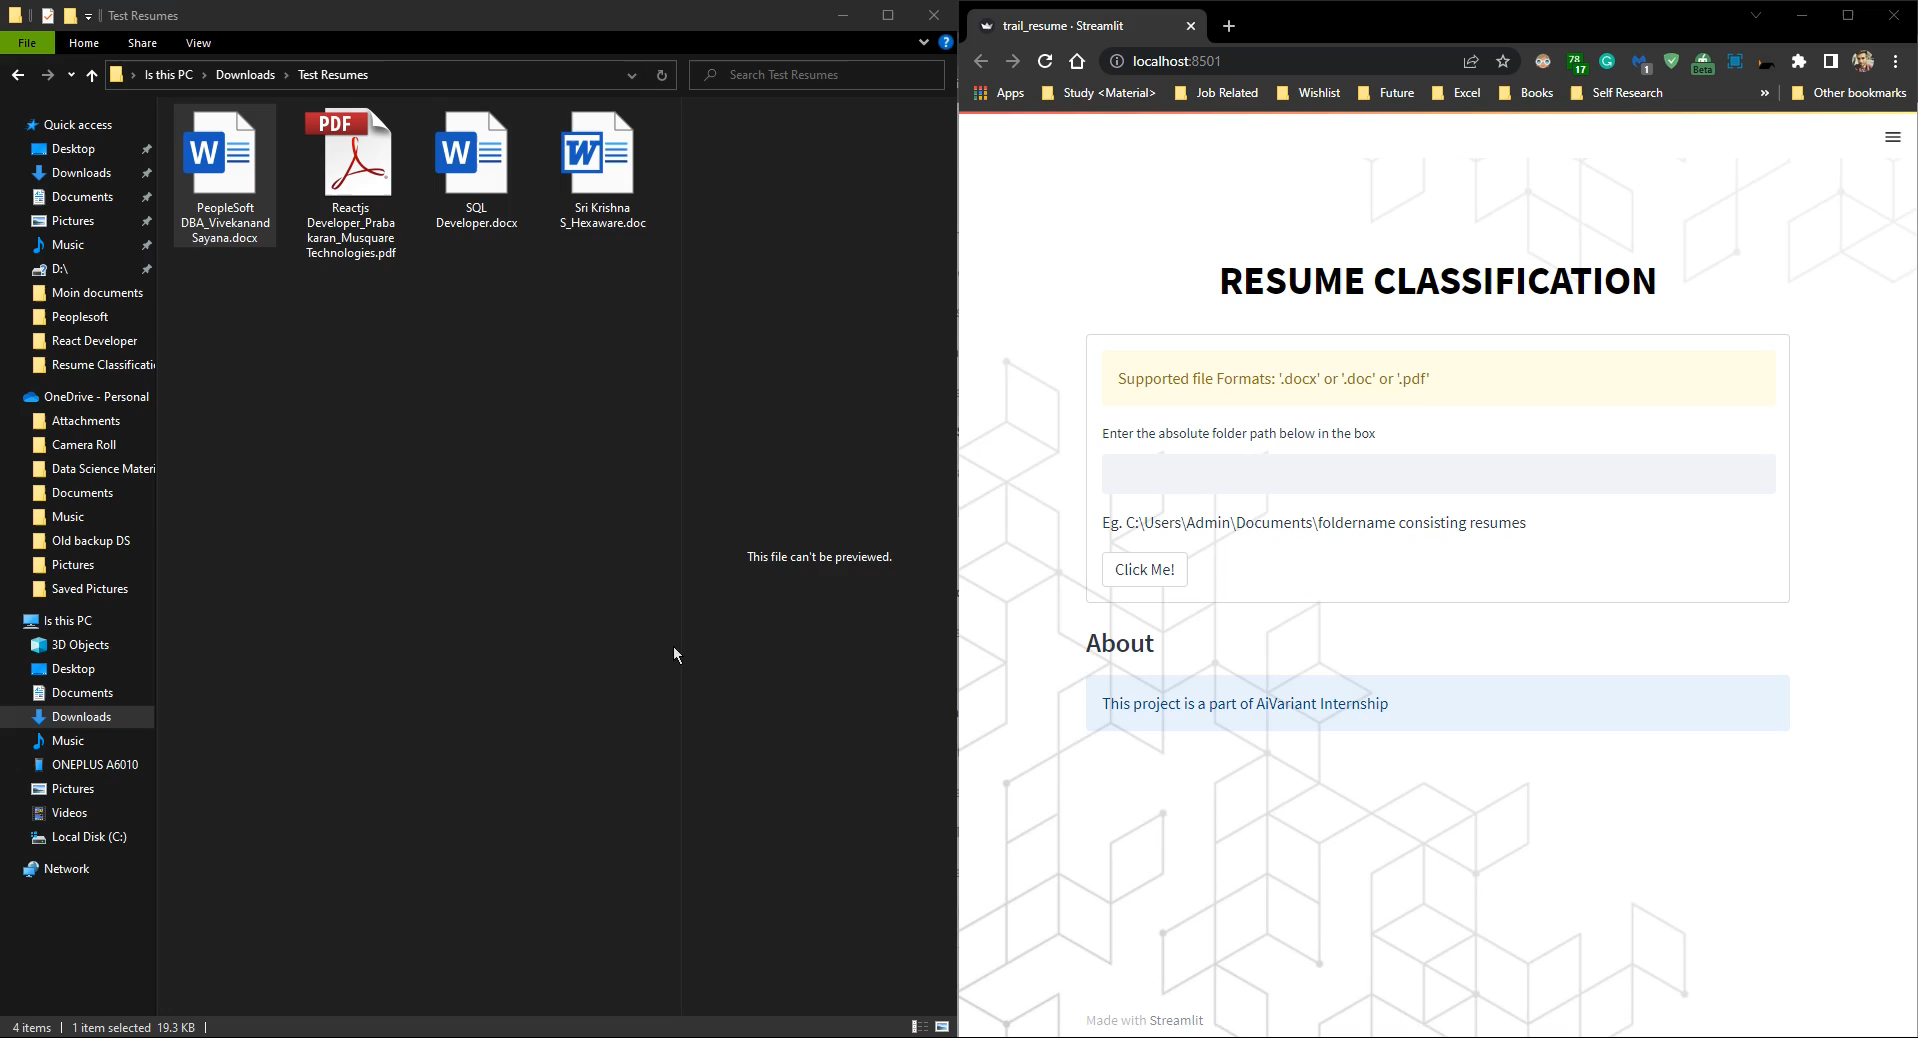 Test Resumes
File
Home
Share
View
Is this PC
Downloads
Test Resumes
Search Test Resumes
Quick access
Desktop
Downloads
Documents
Pictures
Music
D:\
Moin documents
Peoplesoft
React Developer
Resume Classificatio
OneDrive - Personal
Attachments
Camera Roll
Data Science Materi
Documents
Music
Old backup DS
Pictures
Saved Pictures
Is this PC
3D Objects
Desktop
Documents
Downloads
Music
ONEPLUS A6010
Pictures
Videos
Local Disk (C:)
Network
W
PeopleSoft
DBA_Vivekanand
Sayana.docx
PDF
Reactjs
Developer_Praba
karan_Musquare
Technologies.pdf
W
SQL
Developer.docx
W
Sri Krishna
S_Hexaware.doc
This file can't be previewed.
4 items
1 item selected 19.3 KB
trail_resume · Streamlit
localhost:8501
78
17
1
Beta
Apps
Study <Material>
Job Related
Wishlist
Future
Excel
Books
Self Research
»
Other bookmarks
RESUME CLASSIFICATION
Supported file Formats: '.docx' or '.doc' or '.pdf'
Enter the absolute folder path below in the box
Eg. C:\Users\Admin\Documents\foldername consisting resumes
Click Me!
About
This project is a part of AiVariant Internship
Made with Streamlit